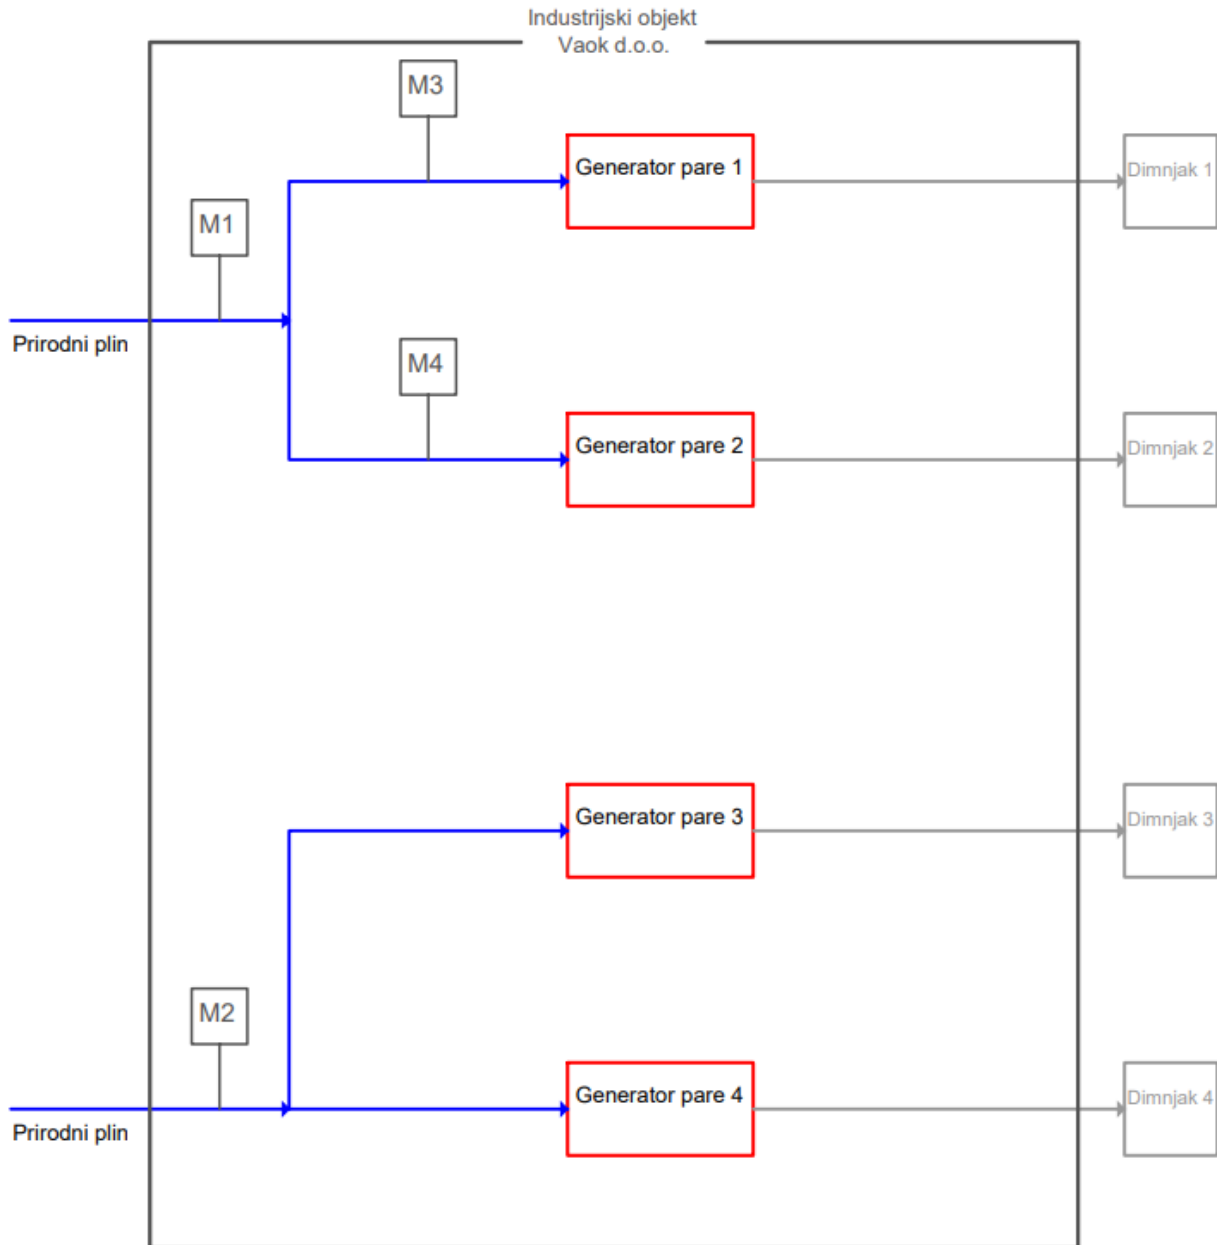 Industrijski objekt
Vaok d.o.o.
M3
Generator pare 1
Dimnjak 1
M1
Prirodni plin
M4
Generator pare 2
Dimnjak 2
Generator pare 3
Dimnjak 3
M2
Generator pare 4
Dimnjak 4
Prirodni plin